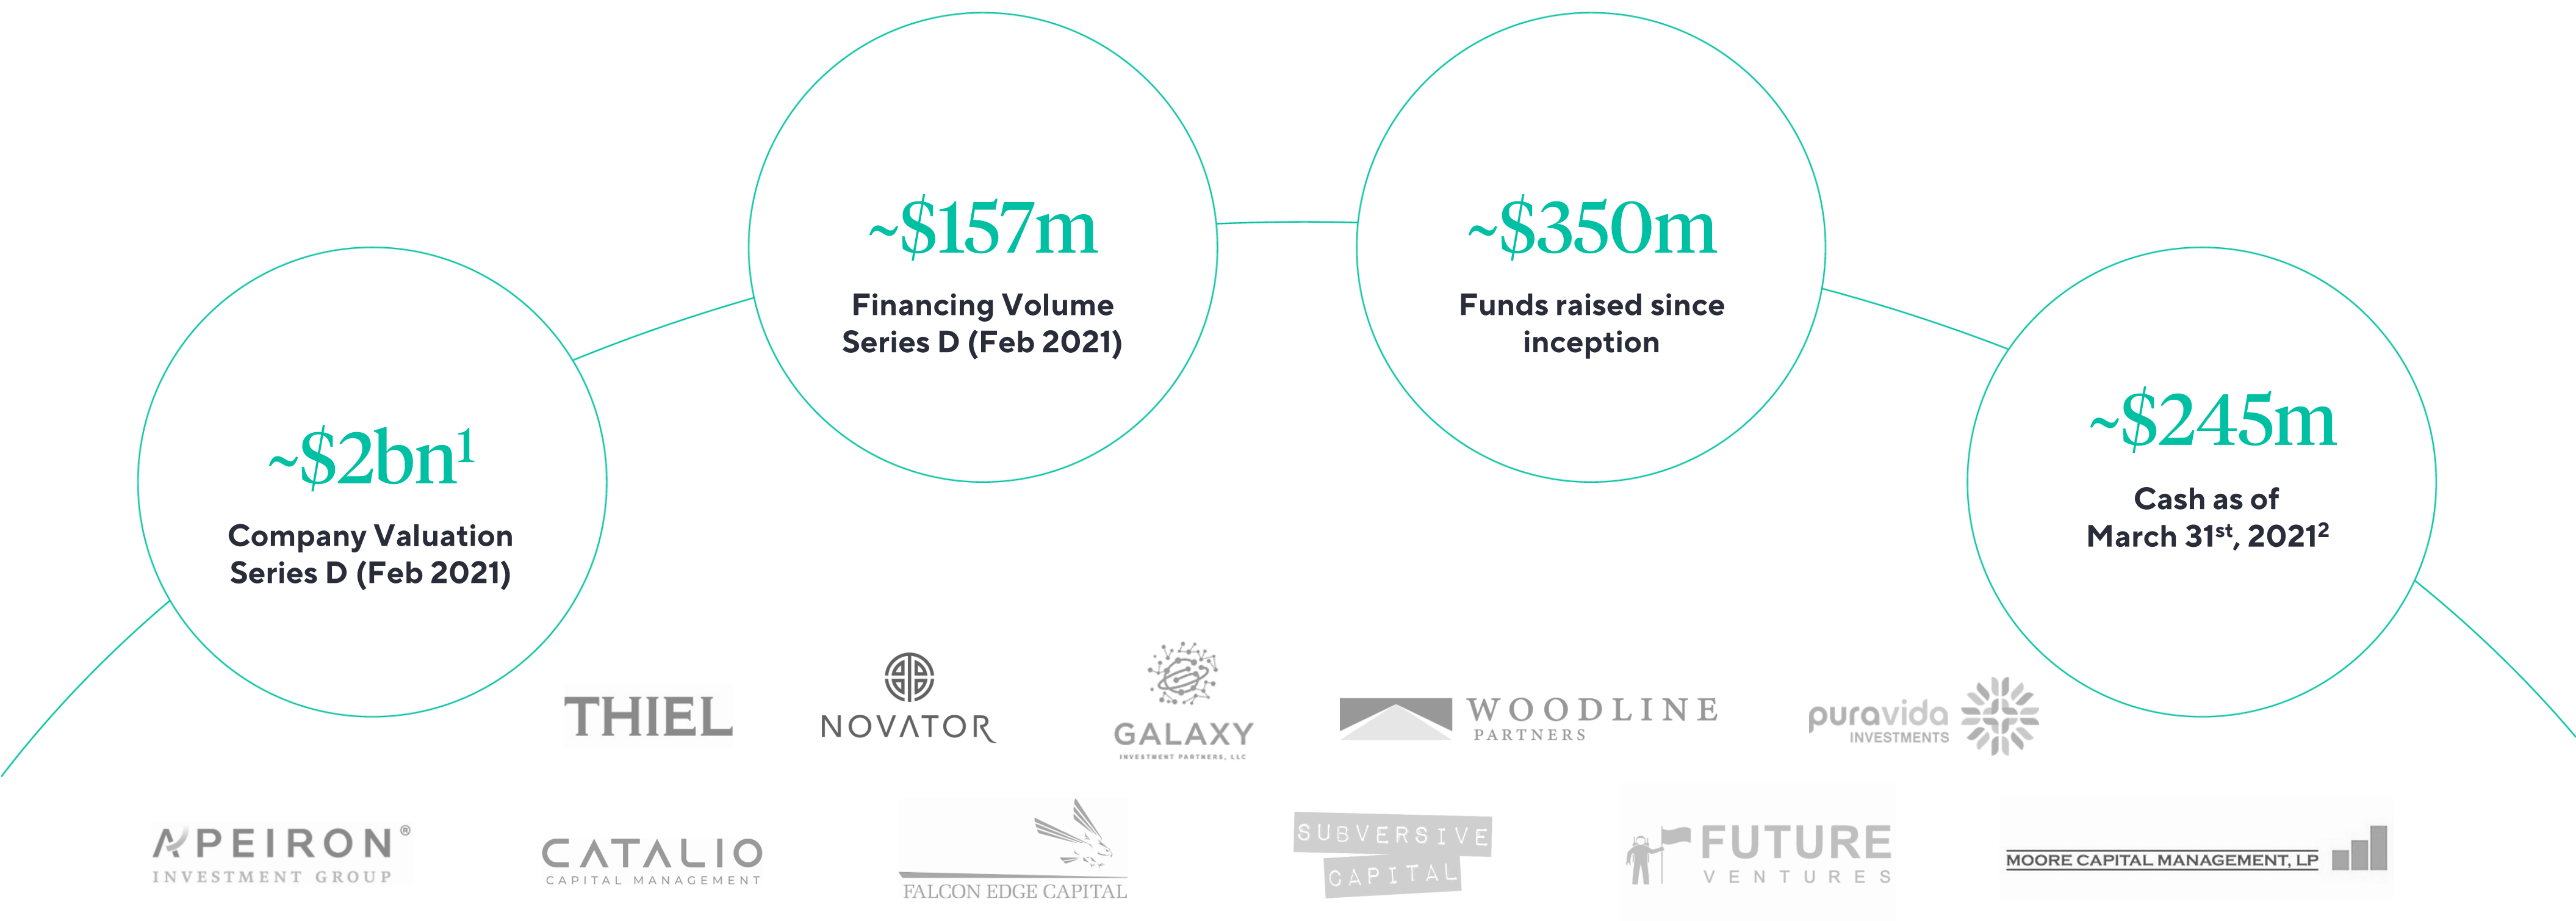 ~$2bn¹
Company Valuation
Series D (Feb 2021)
~$157m
Financing Volume
Series D (Feb 2021)
~$350m
Funds raised since
inception
~$245m
Cash as of
March 31ˢᵗ, 2021²
THIEL
NOVATOR
GALAXY
INVESTMENT PARTNERS, LLC
WOODLINE
PARTNERS
puravida
INVESTMENTS
APEIRON®
INVESTMENT GROUP
CATALIO
CAPITAL MANAGEMENT
FALCON EDGE CAPITAL
SUBVERSIVE
CAPITAL
FUTURE
VENTURES
MOORE CAPITAL MANAGEMENT, LP